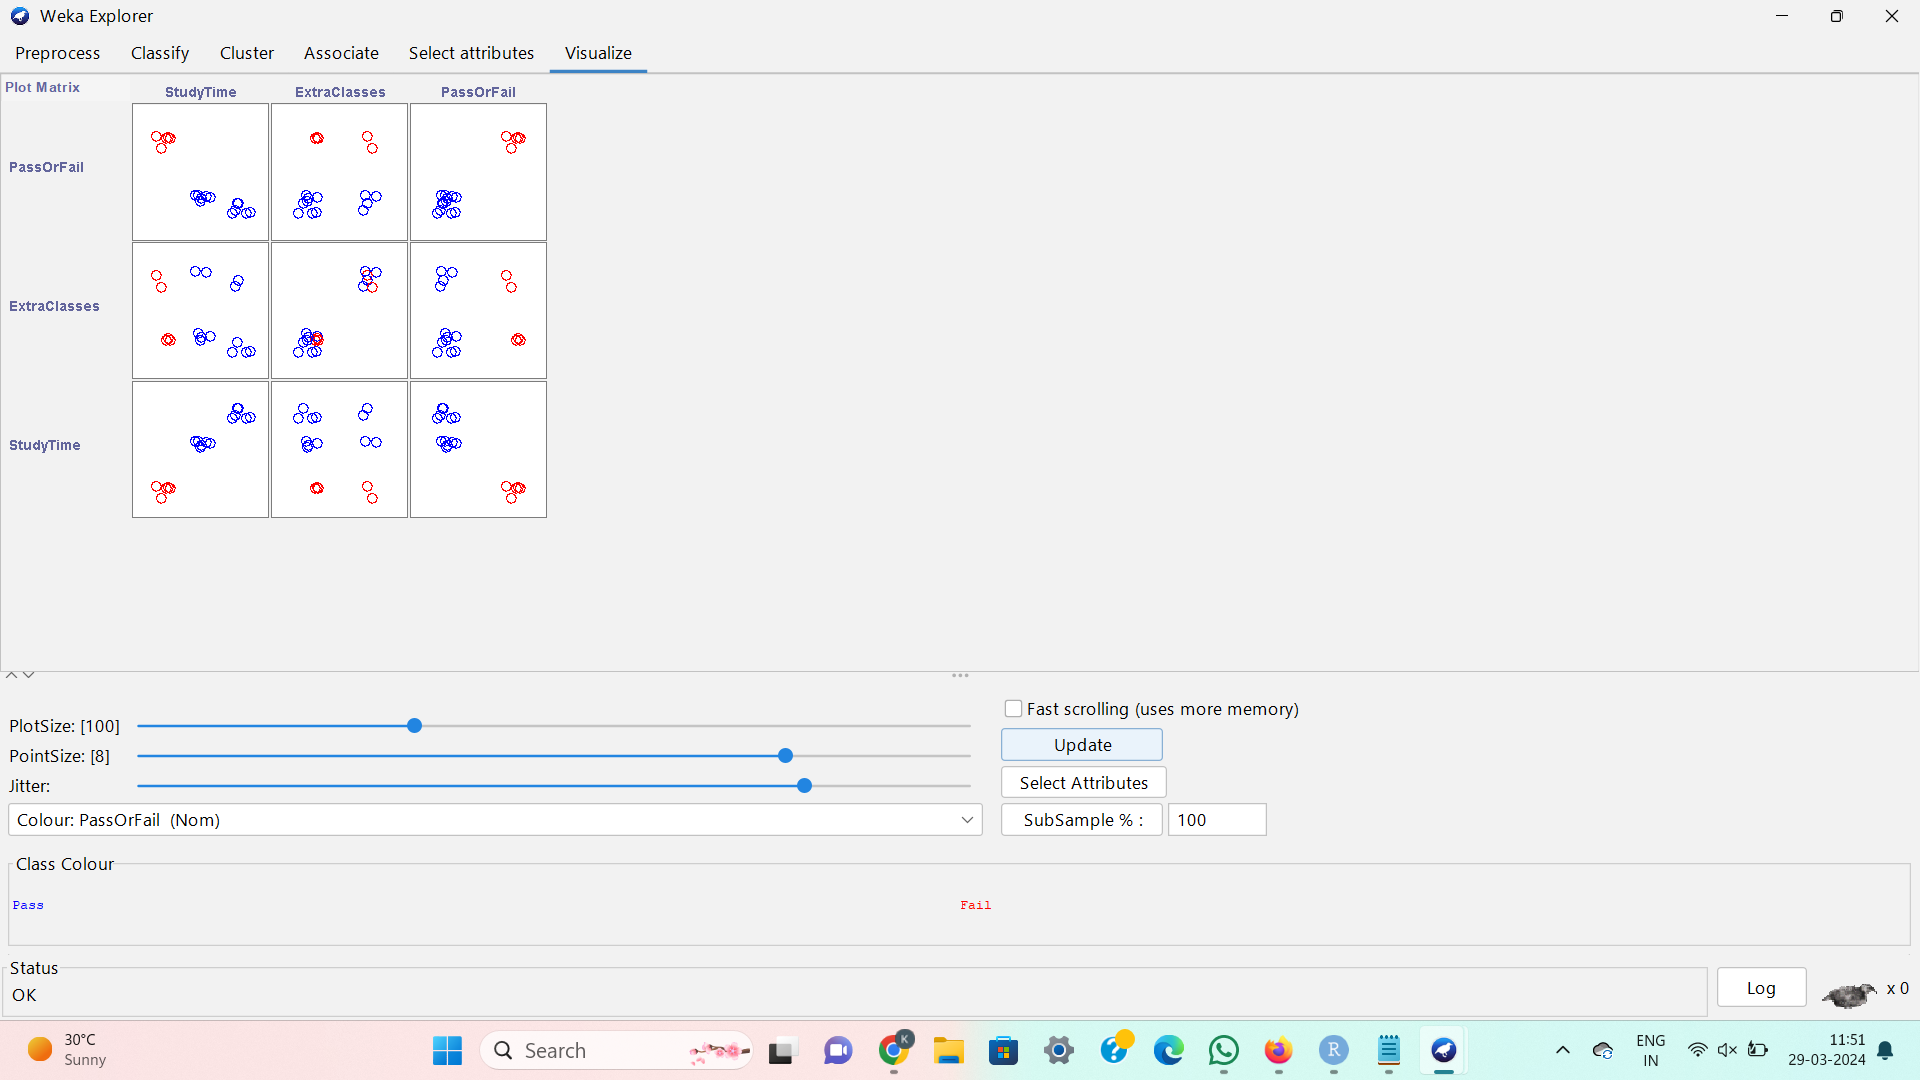 Weka Explorer
Preprocess Classify Cluster Associate Select attributes Visualize
Plot Matrix
StudyTime ExtraClasses PassOrFail
PassOrFail
ExtraClasses
StudyTime
PlotSize: [100]
PointSize: [8]
Jitter:
Colour: PassOrFail (Nom)
Fast scrolling (uses more memory)
Update
Select Attributes
SubSample % : 100
Class Colour
Pass Fail
Status
OK
Log
x 0
30°C
Sunny
Search
K
R
ENG
IN
11:51
29-03-2024